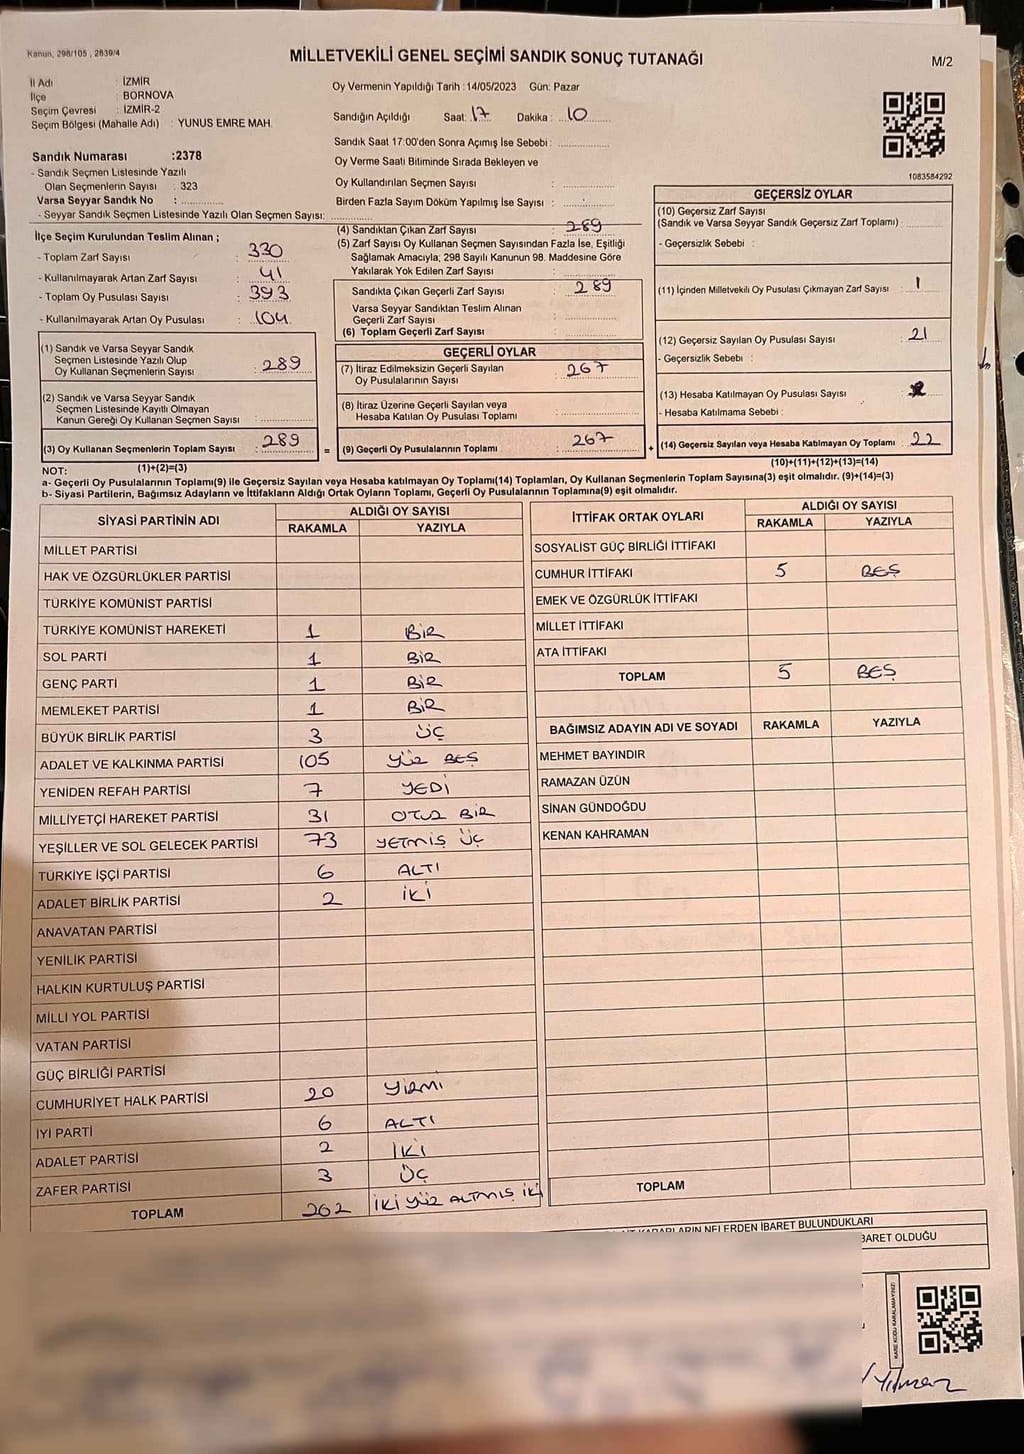 Kanun, 298/105 , 2839/4
MİLLETVEKİLİ GENEL SEÇİMİ SANDIK SONUÇ TUTANAĞI
M/2
İl Adı : İZMİR
İlçe : BORNOVA
Seçim Çevresi : İZMİR-2
Seçim Bölgesi (Mahalle Adı) : YUNUS EMRE MAH.
Sandık Numarası :2378
- Sandık Seçmen Listesinde Yazılı
Olan Seçmenlerin Sayısı : 323
Varsa Seyyar Sandık No :
- Seyyar Sandık Seçmen Listesinde Yazılı Olan Seçmen Sayısı:
Oy Vermenin Yapıldığı Tarih :14/05/2023 Gün: Pazar
Sandığın Açıldığı Saat: 17 Dakika : 10
Sandık Saat 17:00'den Sonra Açımış İse Sebebi :
Oy Verme Saati Bitiminde Sırada Bekleyen ve
Oy Kullandırılan Seçmen Sayısı :
Birden Fazla Sayım Döküm Yapılmış İse Sayısı :
1083584292
İlçe Seçim Kurulundan Teslim Alınan ;
- Toplam Zarf Sayısı : 330
- Kullanılmayarak Artan Zarf Sayısı : 41
- Toplam Oy Pusulası Sayısı : 393
- Kullanılmayarak Artan Oy Pusulası : 104
(1) Sandık ve Varsa Seyyar Sandık
Seçmen Listesinde Yazılı Olup
Oy Kullanan Seçmenlerin Sayısı : 289
(2) Sandık ve Varsa Seyyar Sandık
Seçmen Listesinde Kayıtlı Olmayan
Kanun Gereği Oy Kullanan Seçmen Sayısı :
(3) Oy Kullanan Seçmenlerin Toplam Sayısı : 289
(4) Sandıktan Çıkan Zarf Sayısı : 289
(5) Zarf Sayısı Oy Kullanan Seçmen Sayısından Fazla İse, Eşitliği
Sağlamak Amacıyla; 298 Sayılı Kanunun 98. Maddesine Göre
Yakılarak Yok Edilen Zarf Sayısı :
Sandıkta Çıkan Geçerli Zarf Sayısı : 289
Varsa Seyyar Sandıktan Teslim Alınan
Geçerli Zarf Sayısı :
(6) Toplam Geçerli Zarf Sayısı :
GEÇERLİ OYLAR
(7) İtiraz Edilmeksizin Geçerli Sayılan
Oy Pusulalarının Sayısı : 267
(8) İtiraz Üzerine Geçerli Sayılan veya
Hesaba Katılan Oy Pusulası Toplamı :
= (9) Geçerli Oy Pusulalarının Toplamı : 267
GEÇERSİZ OYLAR
(10) Geçersiz Zarf Sayısı
(Sandık ve Varsa Seyyar Sandık Geçersiz Zarf Toplamı) :
- Geçersizlik Sebebi :
(11) İçinden Milletvekili Oy Pusulası Çıkmayan Zarf Sayısı : 1
(12) Geçersiz Sayılan Oy Pusulası Sayısı : 21
- Geçersizlik Sebebi :
(13) Hesaba Katılmayan Oy Pusulası Sayısı :
- Hesaba Katılmama Sebebi :
+ (14) Geçersiz Sayılan veya Hesaba Katılmayan Oy Toplamı : 22
NOT: (1)+(2)=(3)
(10)+(11)+(12)+(13)=(14)
a- Geçerli Oy Pusulalarının Toplamı(9) ile Geçersiz Sayılan veya Hesaba katılmayan Oy Toplamı(14) Toplamları, Oy Kullanan Seçmenlerin Toplam Sayısına(3) eşit olmalıdır. (9)+(14)=(3)
b- Siyasi Partilerin, Bağımsız Adayların ve İttifakların Aldığı Ortak Oyların Toplamı, Geçerli Oy Pusulalarının Toplamına(9) eşit olmalıdır.
SİYASİ PARTİNİN ADI
ALDIĞI OY SAYISI
RAKAMLA YAZIYLA
MİLLET PARTİSİ
HAK VE ÖZGÜRLÜKLER PARTİSİ
TÜRKİYE KOMÜNİST PARTİSİ
TÜRKİYE KOMÜNİST HAREKETİ 1 BİR
SOL PARTİ 1 BİR
GENÇ PARTİ 1 BİR
MEMLEKET PARTİSİ 1 BİR
BÜYÜK BİRLİK PARTİSİ 3 ÜÇ
ADALET VE KALKINMA PARTİSİ 105 YÜZ BEŞ
YENİDEN REFAH PARTİSİ 7 YEDİ
MİLLİYETÇİ HAREKET PARTİSİ 31 OTUZ BİR
YEŞİLLER VE SOL GELECEK PARTİSİ 73 YETMİŞ ÜÇ
TÜRKİYE İŞÇİ PARTİSİ 6 ALTI
ADALET BİRLİK PARTİSİ 2 İKİ
ANAVATAN PARTİSİ
YENİLİK PARTİSİ
HALKIN KURTULUŞ PARTİSİ
MİLLİ YOL PARTİSİ
VATAN PARTİSİ
GÜÇ BİRLİĞİ PARTİSİ
CUMHURİYET HALK PARTİSİ 20 YİRMİ
İYİ PARTİ 6 ALTI
ADALET PARTİSİ 2 İKİ
ZAFER PARTİSİ 3 ÜÇ
TOPLAM 262 İKİ YÜZ ALTMIŞ İKİ
İTTİFAK ORTAK OYLARI
ALDIĞI OY SAYISI
RAKAMLA YAZIYLA
SOSYALİST GÜÇ BİRLİĞİ İTTİFAKI
CUMHUR İTTİFAKI 5 BEŞ
EMEK VE ÖZGÜRLÜK İTTİFAKI
MİLLET İTTİFAKI
ATA İTTİFAKI
TOPLAM 5 BEŞ
BAĞIMSIZ ADAYIN ADI VE SOYADI RAKAMLA YAZIYLA
MEHMET BAYINDIR
RAMAZAN ÜZÜN
SİNAN GÜNDOĞDU
KENAN KAHRAMAN
TOPLAM
KARARLARIN NELERDEN İBARET BULUNDUKLARI
BARET OLDUĞU
KARE KODU KARALAMAYINIZ!
Yılmaz